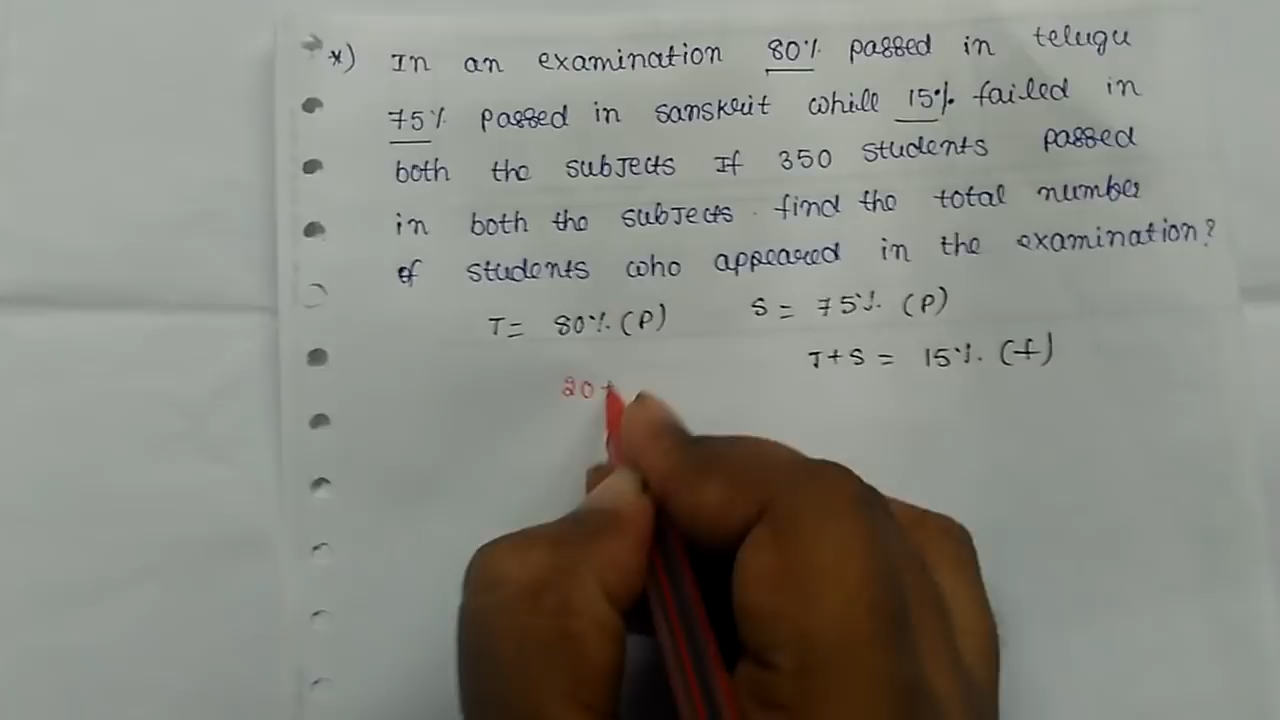 *) In an examination 80% passed in telugu
75% passed in sanskrit while 15% failed in
both the subjects If 350 students passed
in both the subjects. find the total number
of students who appeared in the examination?
T = 80% (P) S = 75% (P)
T+S = 15% (f)
20